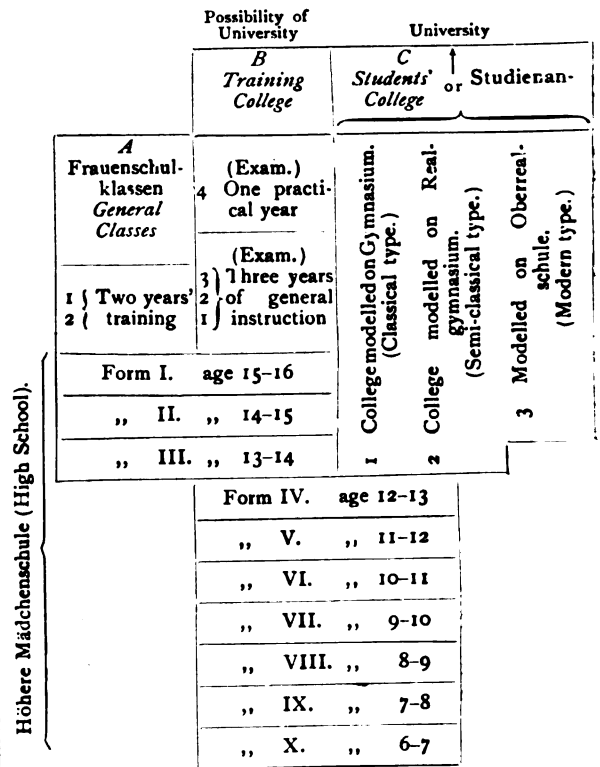 Possibility of
University
University
B
Training
College
C
Students'
College
or Studienan-
A
Frauenschul-
klassen
General
Classes
(Exam.)
4 One practi-
cal year
(Exam.)
3 Three years
2 of general
1 instruction
1 { Two years'
2 { training
1 College modelled on Gymnasium.
(Classical type.)
2 College modelled on Real-
gymnasium.
(Semi-classical type.)
3 Modelled on Oberreal-
schule.
(Modern type.)
Höhere Mädchenschule (High School).
Form I. age 15-16
„ II. „ 14-15
„ III. „ 13-14
Form IV. age 12-13
„ V. „ 11-12
„ VI. „ 10-11
„ VII. „ 9-10
„ VIII. „ 8-9
„ IX. „ 7-8
„ X. „ 6-7